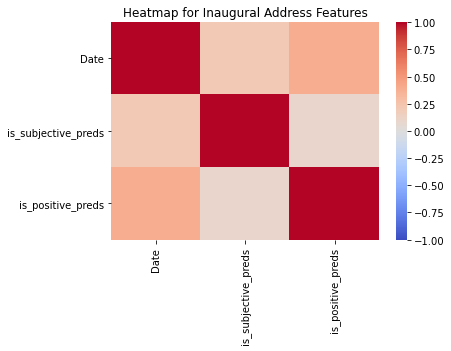 Heatmap for Inaugural Address Features
Date
is_subjective_preds
is_positive_preds
Date
is_subjective_preds
is_positive_preds
1.00
0.75
0.50
0.25
0.00
−0.25
−0.50
−0.75
−1.00